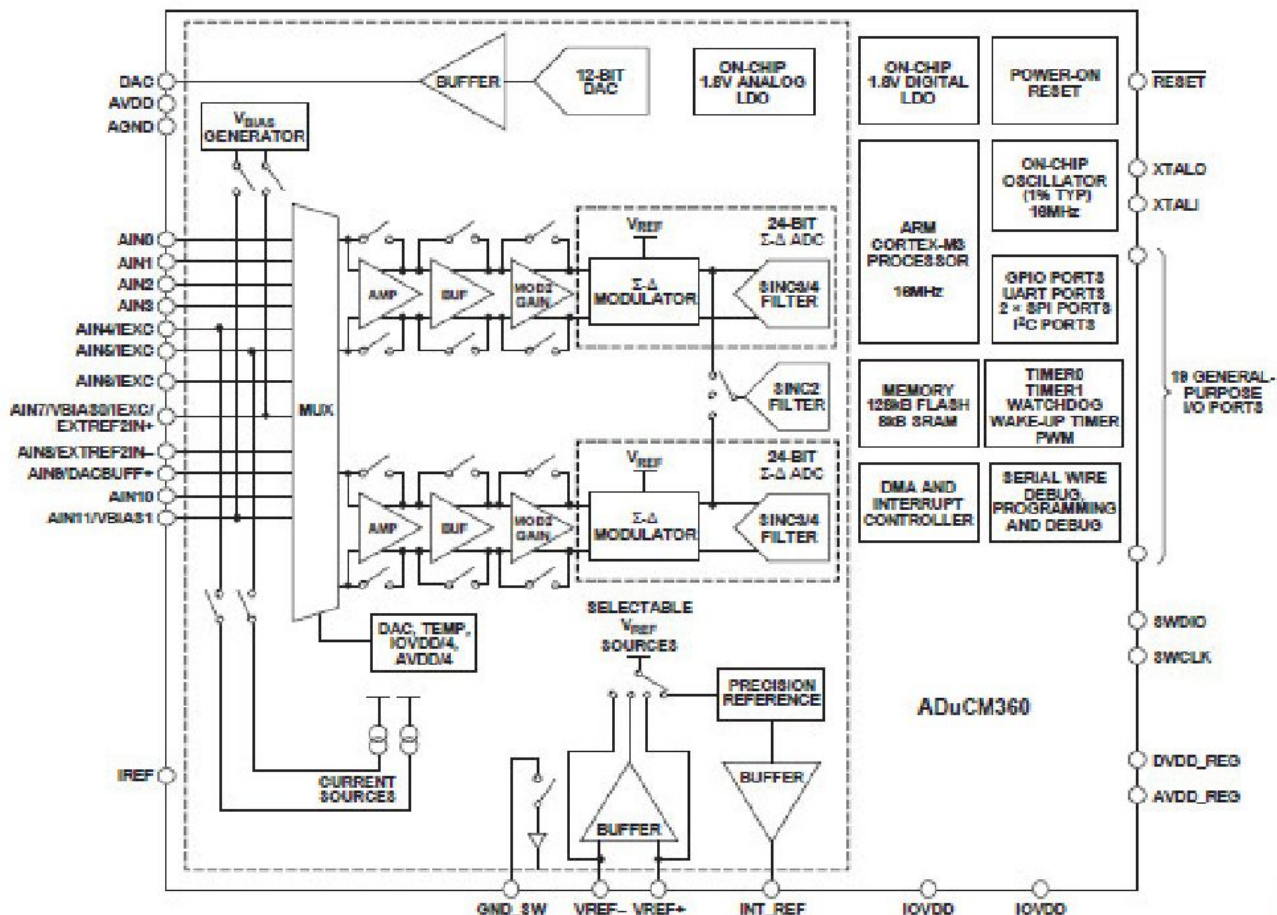 DAC
AVDD
AGND
BUFFER
12-BIT
DAC
ON-CHIP
1.8V ANALOG
LDO
ON-CHIP
1.8V DIGITAL
LDO
POWER-ON
RESET
RESET
VBIAS
GENERATOR
ARM
CORTEX-M3
PROCESSOR
16MHz
ON-CHIP
OSCILLATOR
(1% TYP)
16MHz
XTALO
XTALI
AIN0
AIN1
AIN2
AIN3
AIN4/IEXC
AIN5/IEXC
AIN6/IEXC
AIN7/VBIAS0/IEXC/
EXTREF2IN+
AIN8/EXTREF2IN–
AIN9/DACBUFF+
AIN10
AIN11/VBIAS1
MUX
AMP
BUF
MOD2
GAIN
VREF
24-BIT
Σ-Δ ADC
Σ-Δ
MODULATOR
SINC3/4
FILTER
GPIO PORTS
UART PORTS
2 × SPI PORTS
I²C PORTS
SINC2
FILTER
MEMORY
128kB FLASH
8kB SRAM
TIMER0
TIMER1
WATCHDOG
WAKE-UP TIMER
PWM
19 GENERAL-
PURPOSE
I/O PORTS
AMP
BUF
MOD2
GAIN
VREF
24-BIT
Σ-Δ ADC
Σ-Δ
MODULATOR
SINC3/4
FILTER
DMA AND
INTERRUPT
CONTROLLER
SERIAL WIRE
DEBUG,
PROGRAMMING
AND DEBUG
DAC, TEMP,
IOVDD/4,
AVDD/4
SELECTABLE
VREF
SOURCES
PRECISION
REFERENCE
SWDIO
SWCLK
ADuCM360
IREF
CURRENT
SOURCES
BUFFER
BUFFER
DVDD_REG
AVDD_REG
GND_SW
VREF–
VREF+
INT_REF
IOVDD
IOVDD